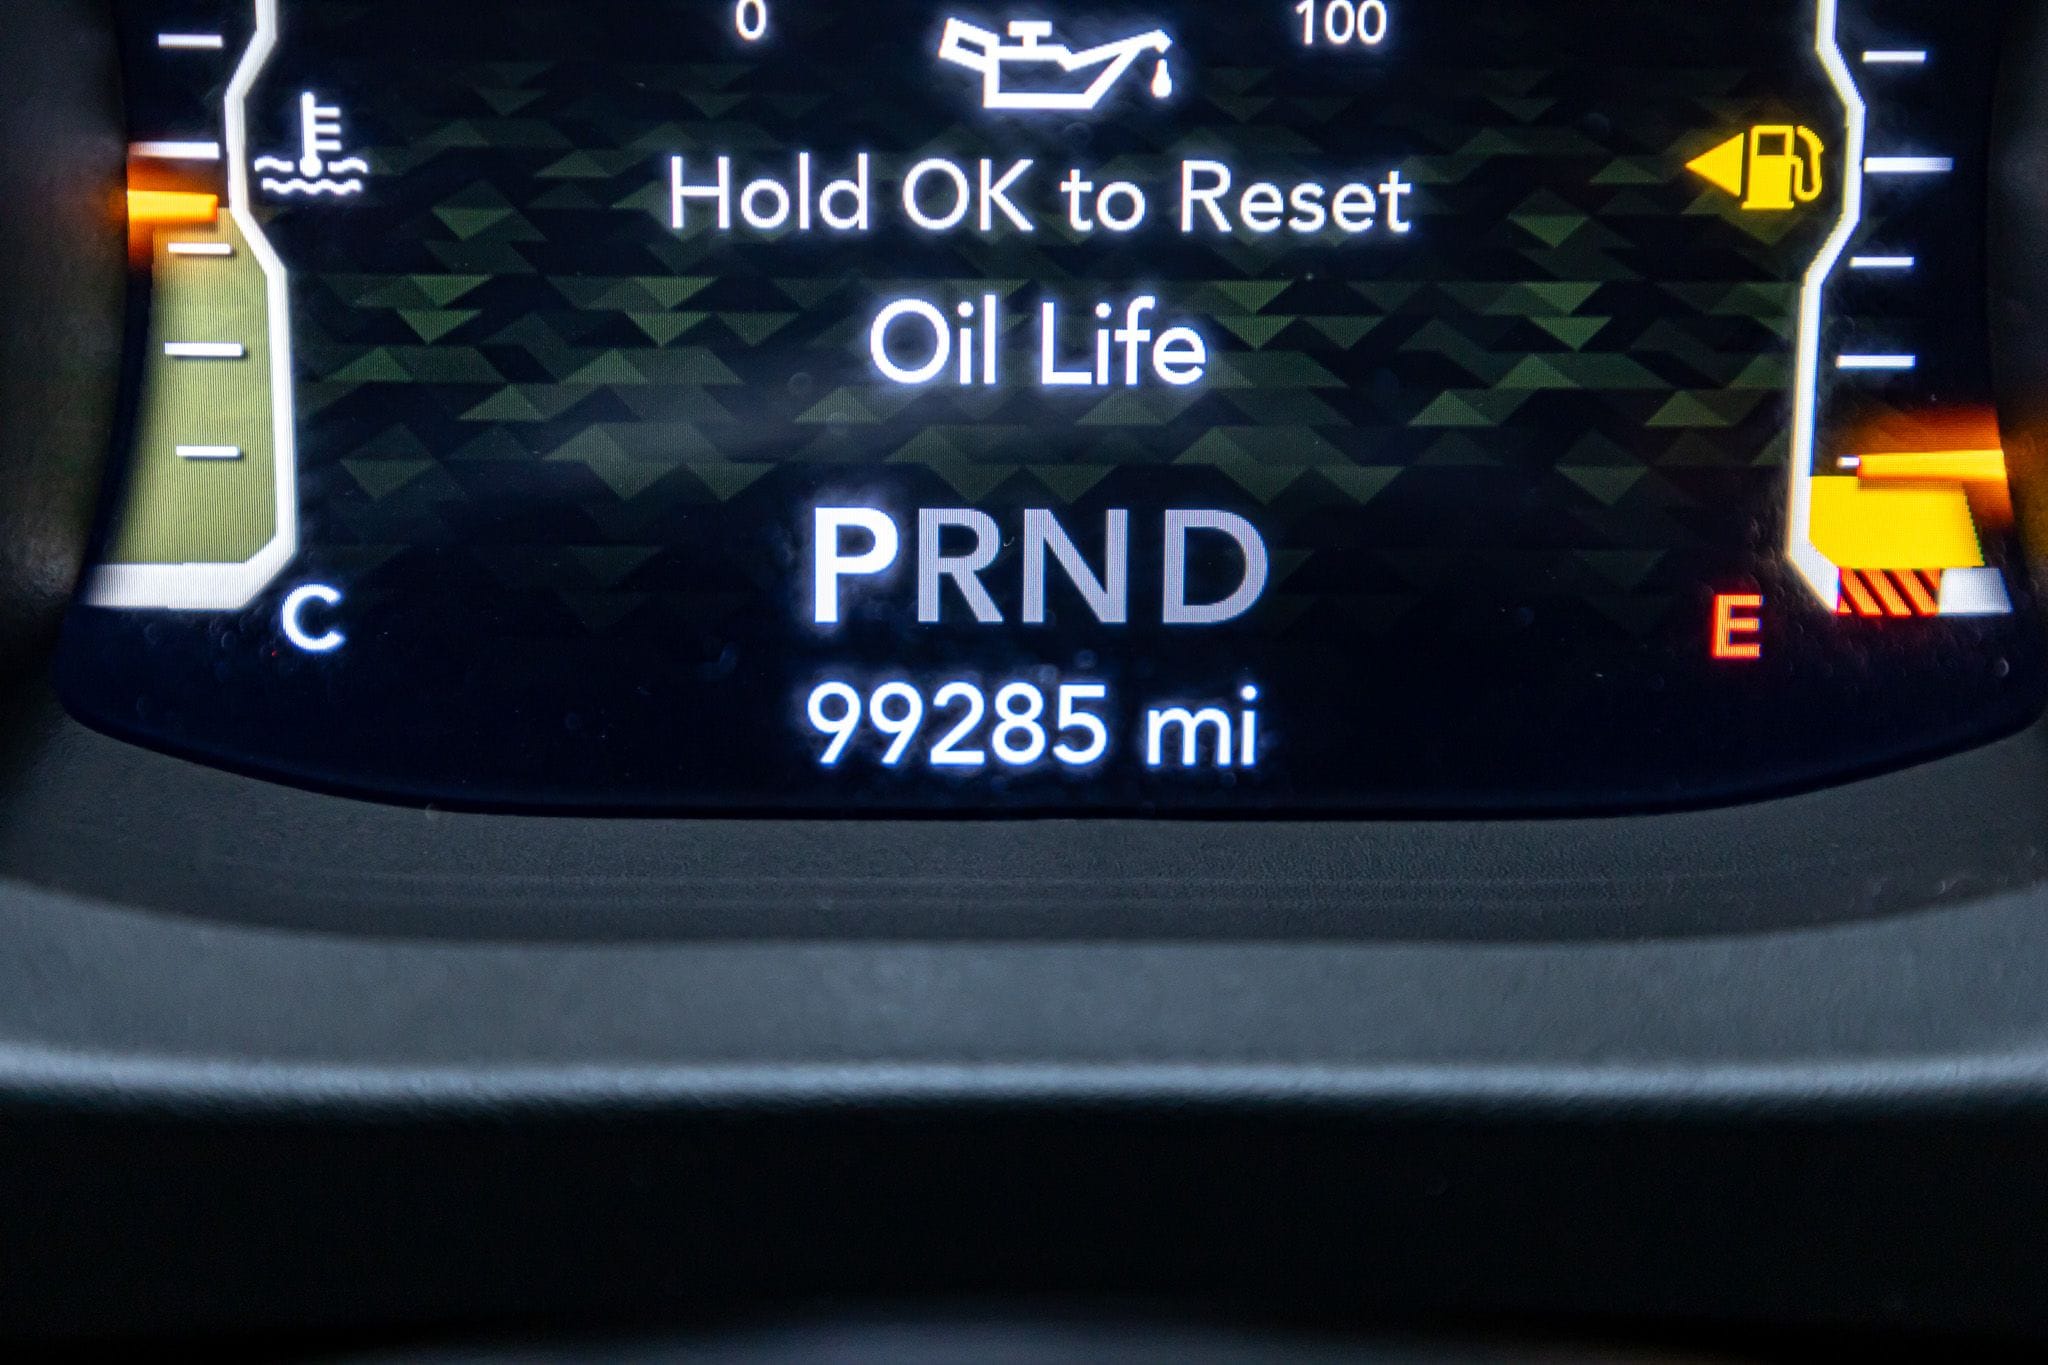 0 100
Hold OK to Reset
Oil Life
PRND
C E
99285 mi